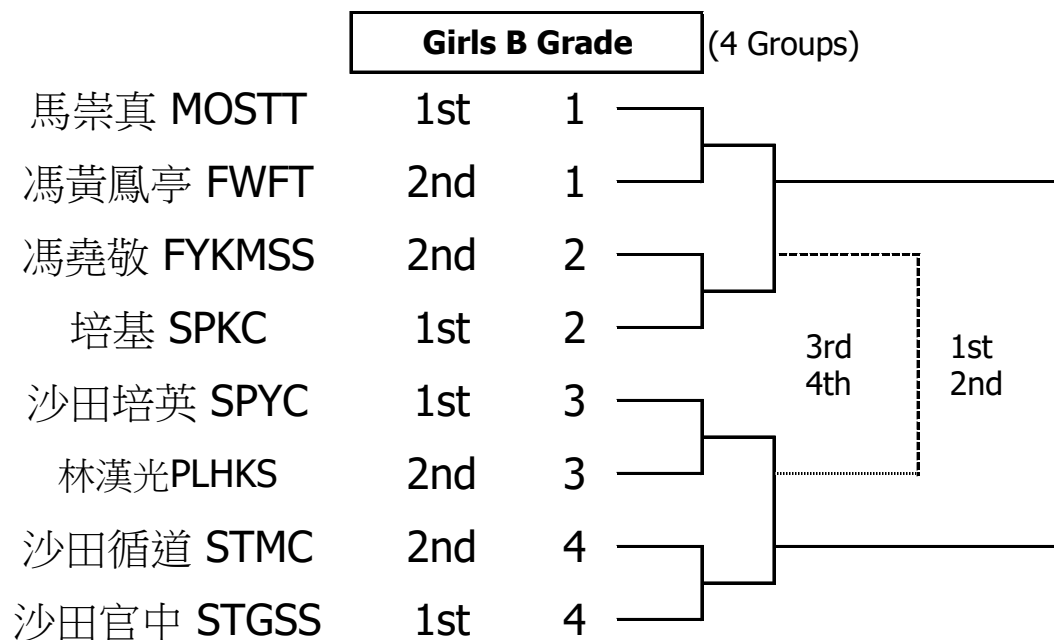 Girls B Grade (4 Groups)
馬崇真 MOSTT 1st 1
馮黃鳳亭 FWFT 2nd 1
馮堯敬 FYKMSS 2nd 2
培基 SPKC 1st 2
3rd 1st
4th 2nd
沙田培英 SPYC 1st 3
林漢光PLHKS 2nd 3
沙田循道 STMC 2nd 4
沙田官中 STGSS 1st 4